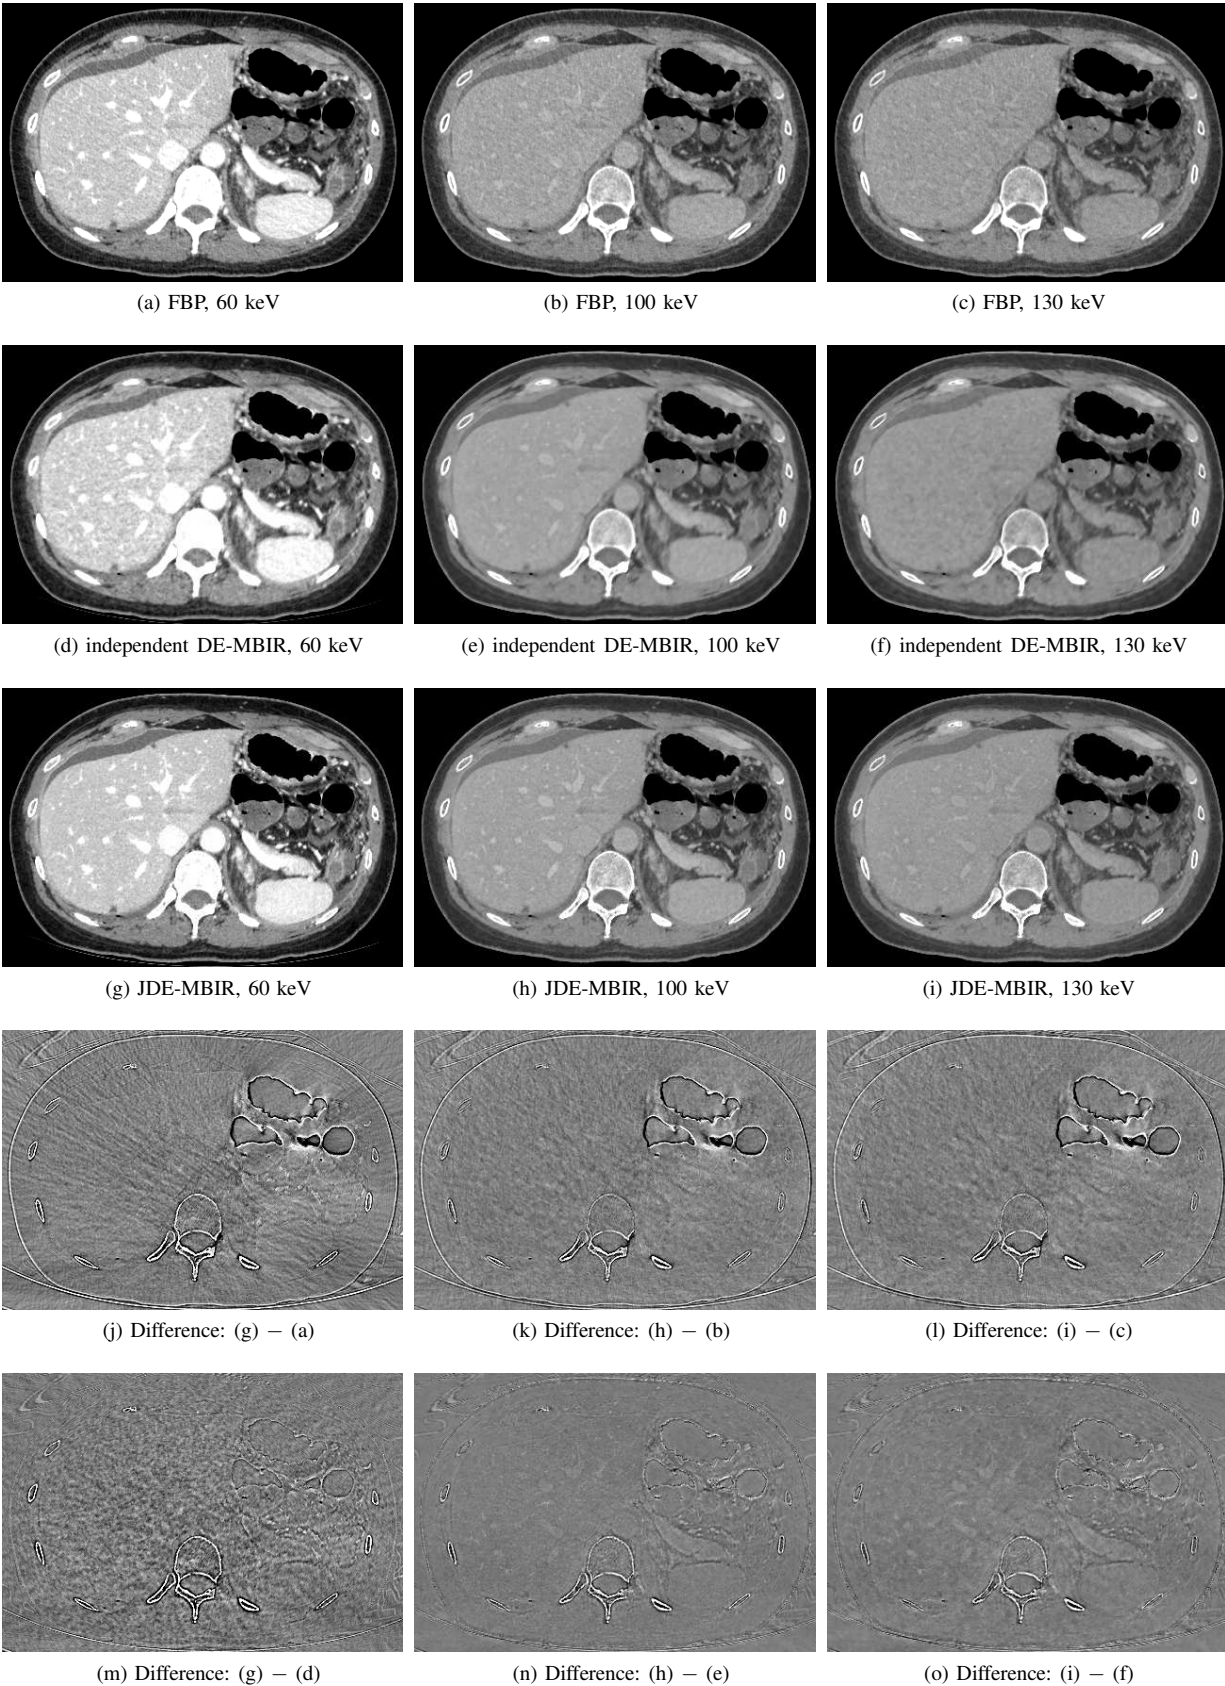 (a) FBP, 60 keV
(b) FBP, 100 keV
(c) FBP, 130 keV
(d) independent DE-MBIR, 60 keV
(e) independent DE-MBIR, 100 keV
(f) independent DE-MBIR, 130 keV
(g) JDE-MBIR, 60 keV
(h) JDE-MBIR, 100 keV
(i) JDE-MBIR, 130 keV
(j) Difference: (g) − (a)
(k) Difference: (h) − (b)
(l) Difference: (i) − (c)
(m) Difference: (g) − (d)
(n) Difference: (h) − (e)
(o) Difference: (i) − (f)